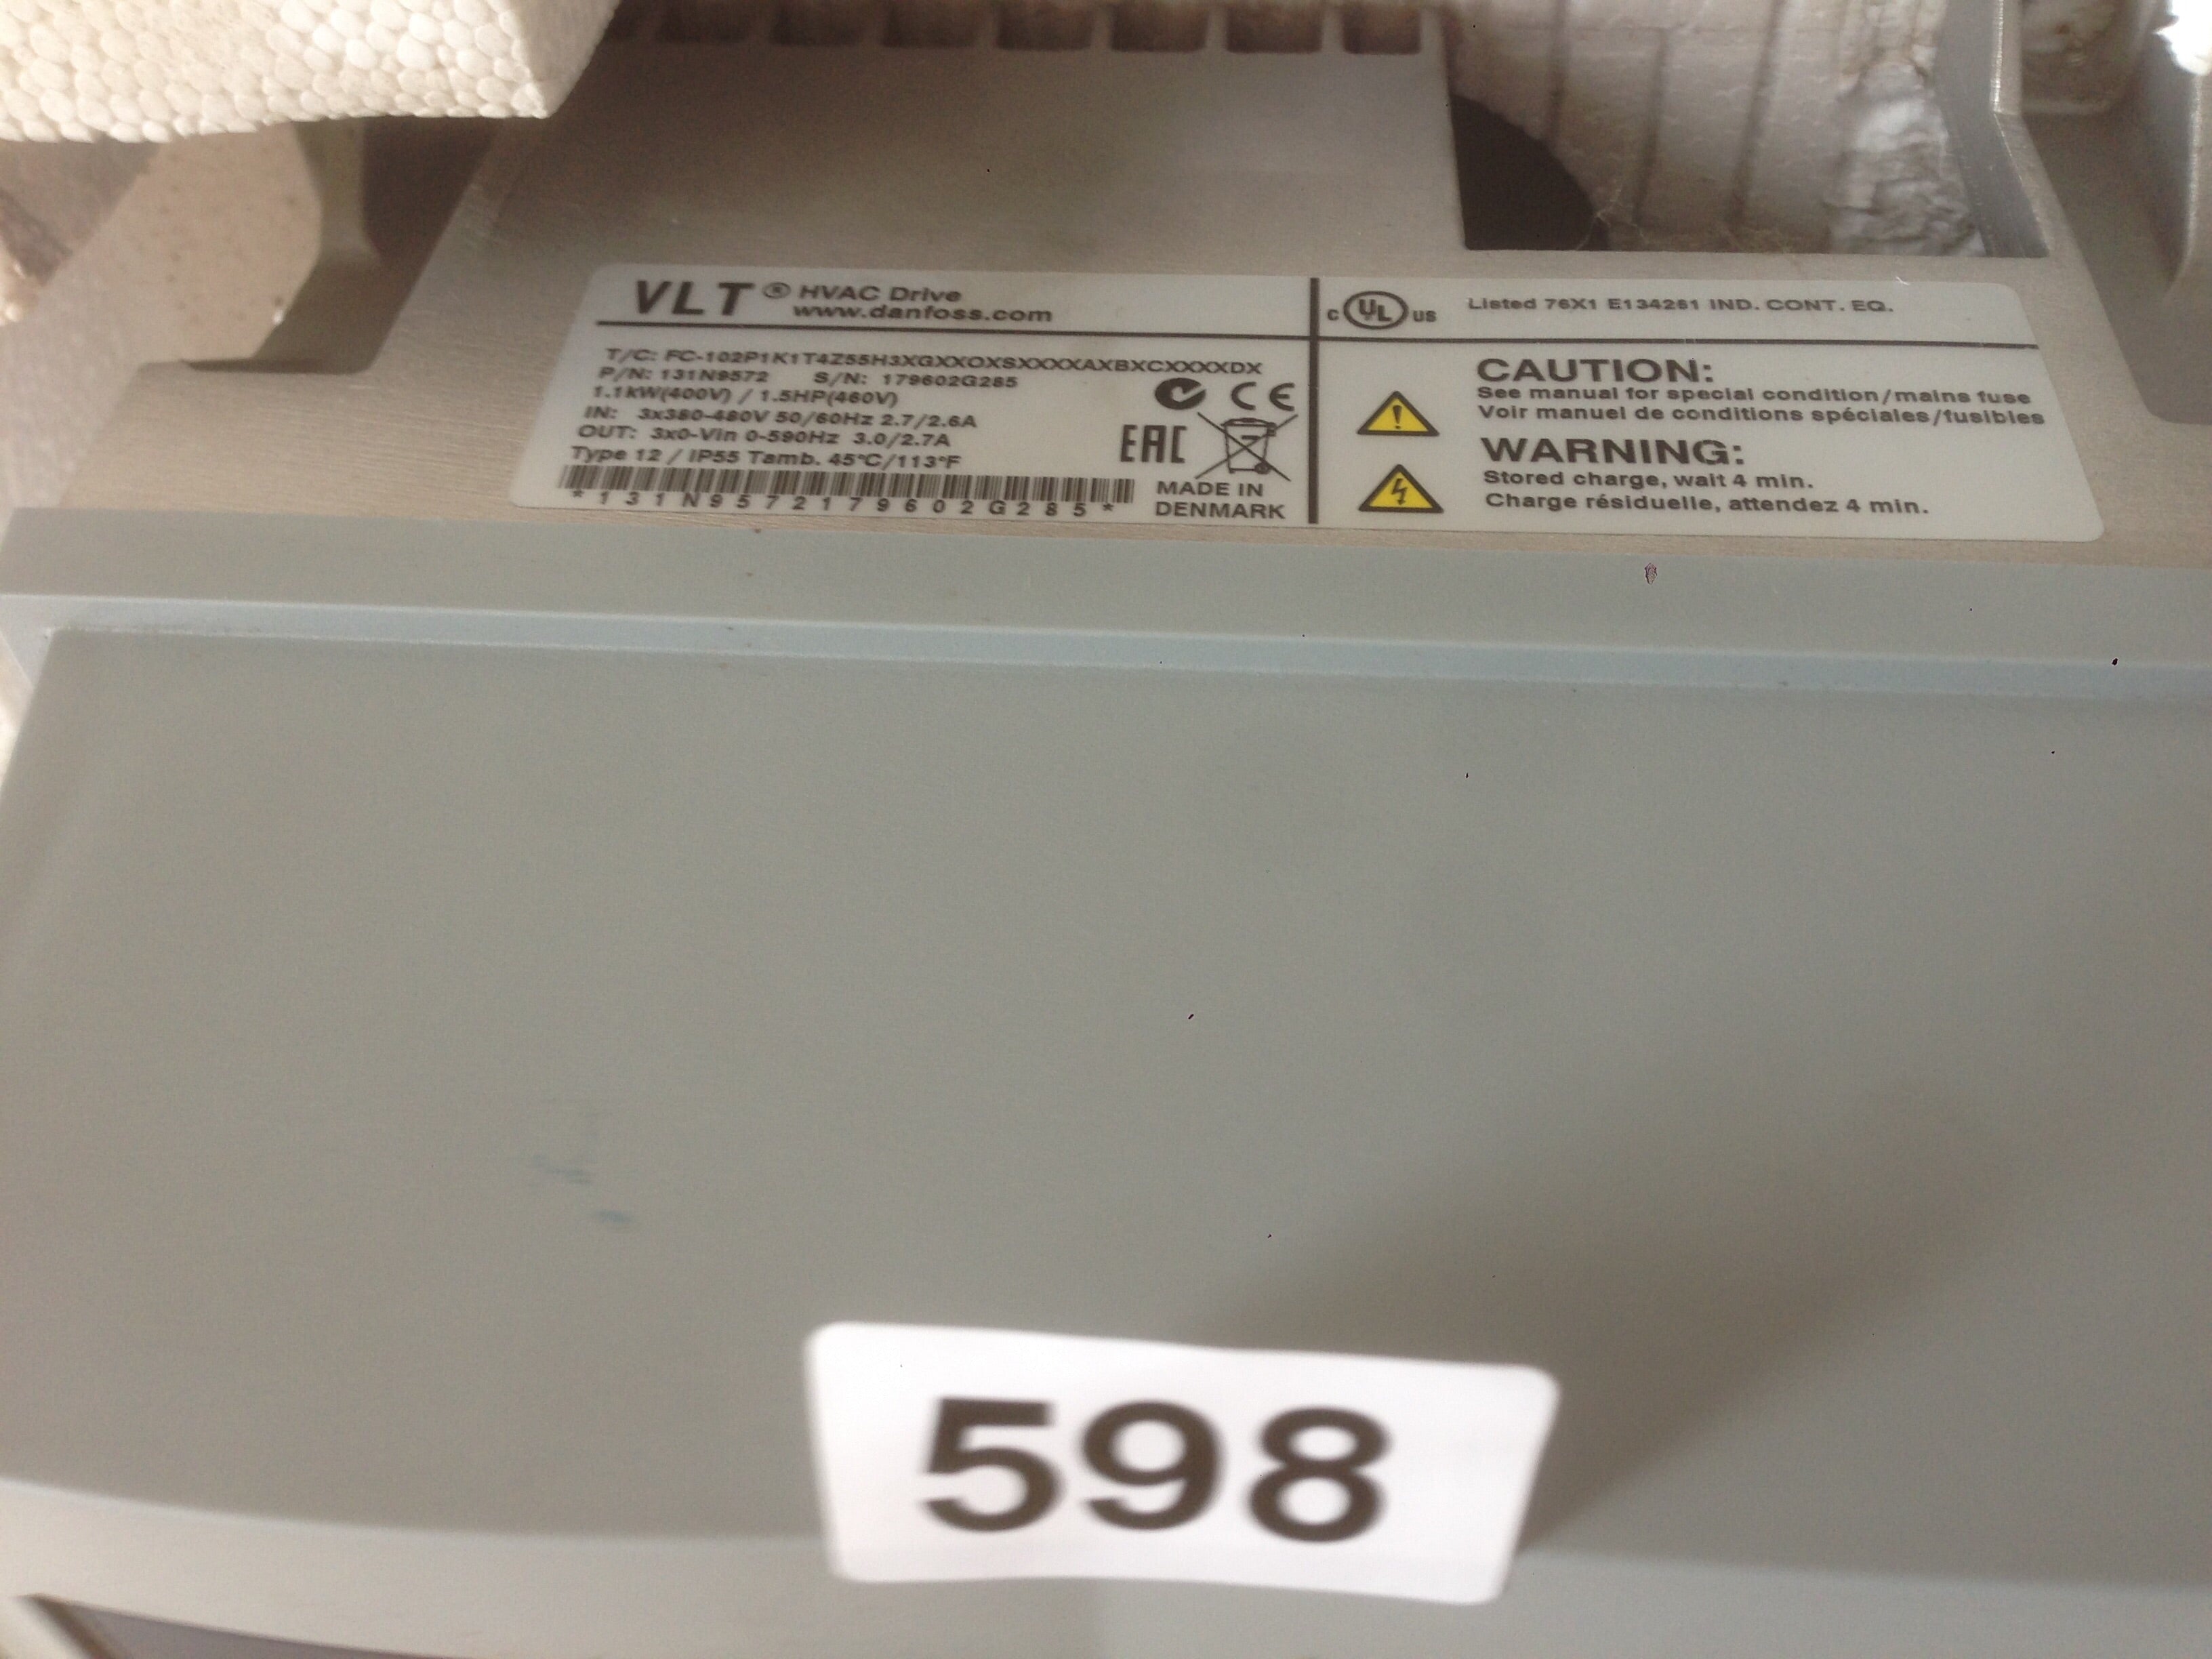 VLT® HVAC Drive
www.danfoss.com
T/C: FC-102P1K1T4Z55H3XGXXOXSXXXXAXBXCXXXXDX
P/N: 131N9572 S/N: 179602G285
1.1kW(400V) / 1.5HP(460V)
IN: 3x380-480V 50/60Hz 2.7/2.6A
OUT: 3x0-Vin 0-590Hz 3.0/2.7A
Type 12 / IP55 Tamb. 45°C/113°F
*131N9572179602G285*
CE
EAC
MADE IN
DENMARK
c UL US
Listed 76X1 E134261 IND. CONT. EQ.
CAUTION:
See manual for special condition/mains fuse
Voir manuel de conditions spéciales/fusibles
WARNING:
Stored charge, wait 4 min.
Charge résiduelle, attendez 4 min.
598